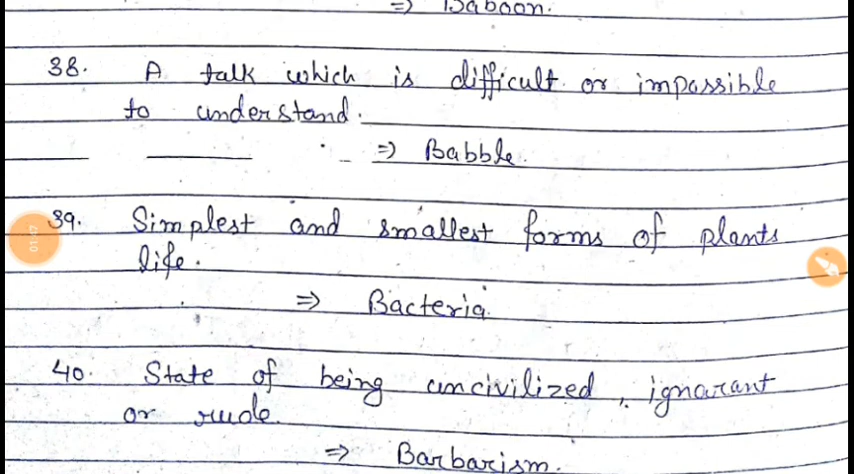 => Baboon.
38. A talk which is difficult or impossible
to understand.
=> Babble.
39. Simplest and smallest forms of plants
life.
=> Bacteria.
40. State of being uncivilized, ignorant
or rude.
=> Barbarism.